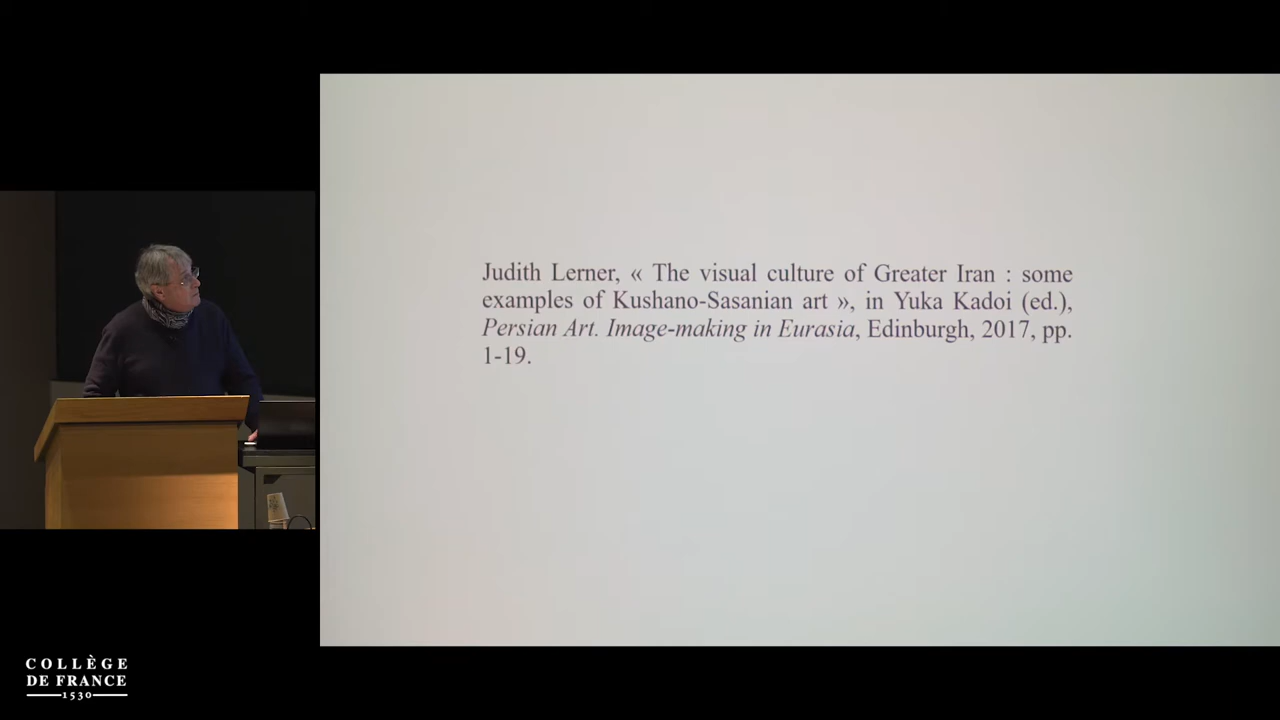 Judith Lerner, « The visual culture of Greater Iran : some
examples of Kushano-Sasanian art », in Yuka Kadoi (ed.),
Persian Art. Image-making in Eurasia, Edinburgh, 2017, pp.
1-19.
COLLÈGE
DE FRANCE
1530